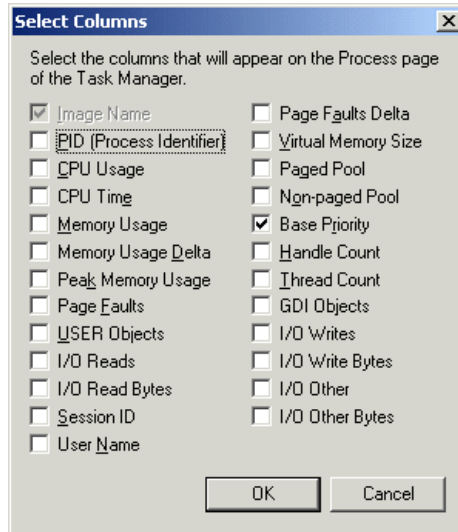 Select Columns
Select the columns that will appear on the Process page
of the Task Manager.
Image Name
PID (Process Identifier)
CPU Usage
CPU Time
Memory Usage
Memory Usage Delta
Peak Memory Usage
Page Faults
USER Objects
I/O Reads
I/O Read Bytes
Session ID
User Name
Page Faults Delta
Virtual Memory Size
Paged Pool
Non-paged Pool
Base Priority
Handle Count
Thread Count
GDI Objects
I/O Writes
I/O Write Bytes
I/O Other
I/O Other Bytes
OK
Cancel